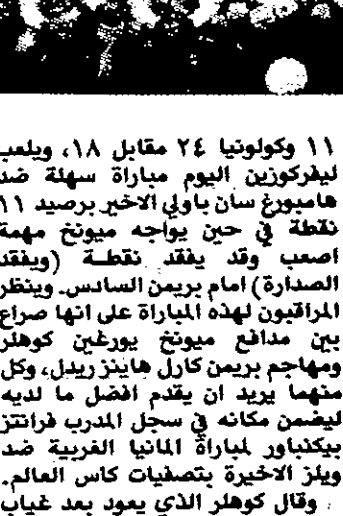 ١١ وكولونيا ٢٤ مقابل ١٨، ويلعب
ليفركوزين اليوم مباراة سهلة ضد
هامبورغ سان باولي الاخير برصيد ١١
نقطة في حين يواجه ميونخ مهمة
اصعب وقد يفقد نقطة (ويفقد
الصدارة) امام بريمن السادس. وينظر
المراقبون لهذه المباراة على انها صراع
بين مدافع ميونخ يورغين كوهلر
ومهاجم بريمن كارل هاينز ريدل، وكل
منهما يريد ان يقدم افضل ما لديه
ليضمن مكانه في سجل المدرب فرانتز
بيكنباور لمباراة المانيا الغربية ضد
ويلز الاخيرة بتصفيات كاس العالم.
وقال كوهلر الذي يعود بعد غياب